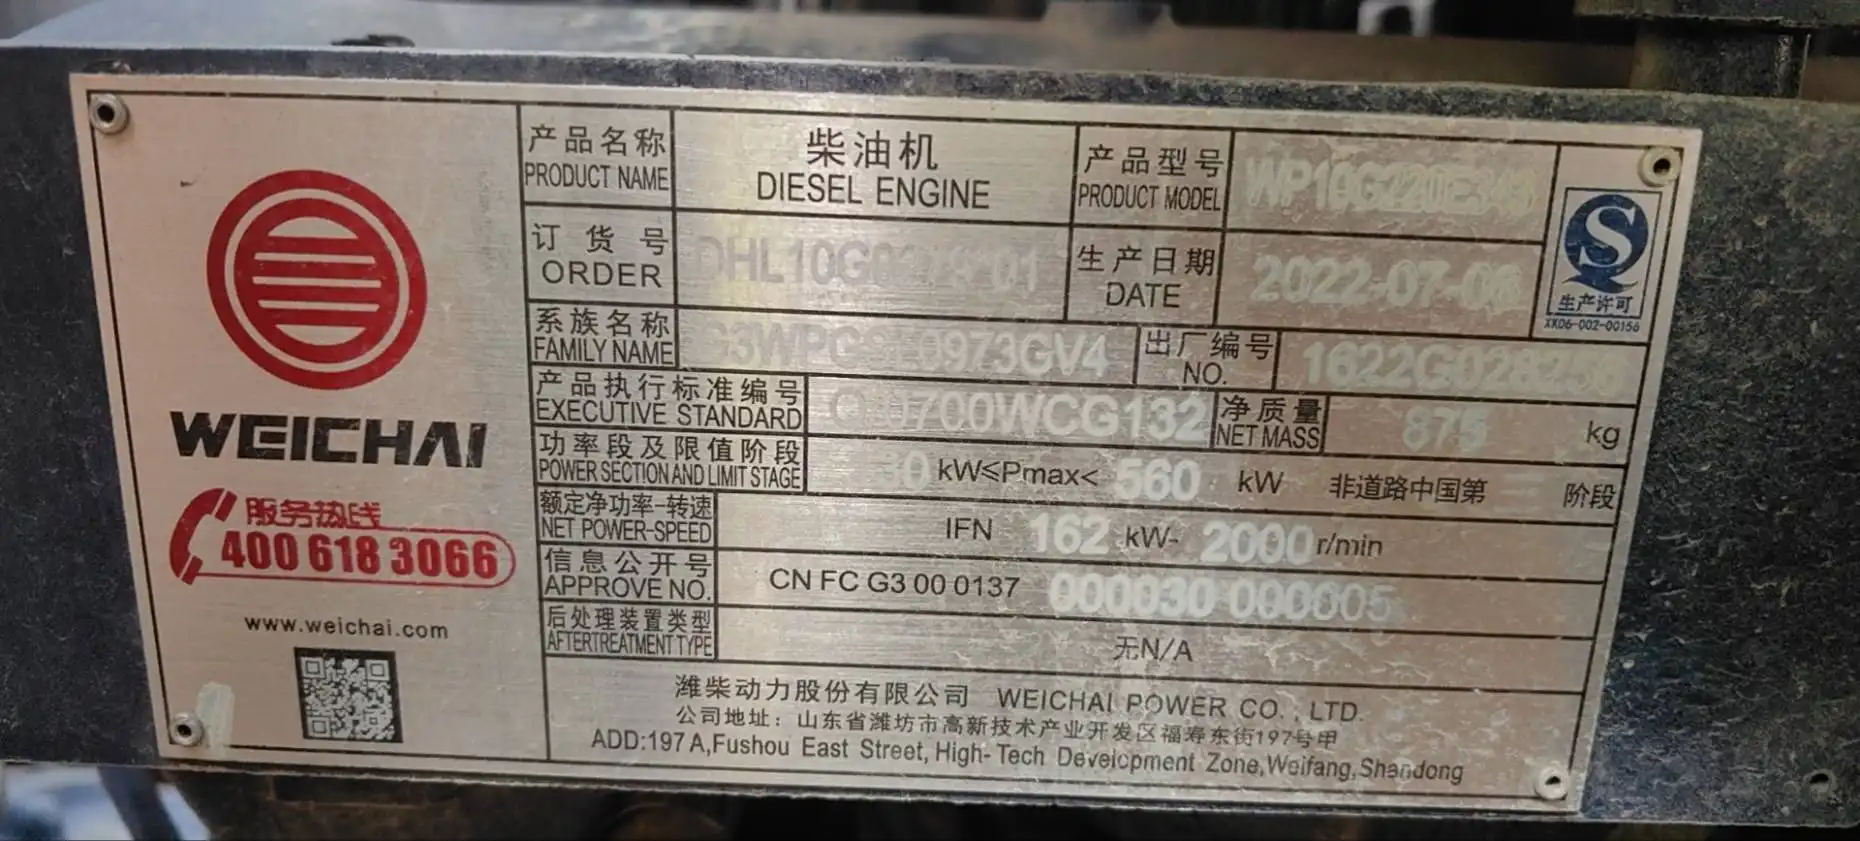 WEICHAI
服务热线
400 618 3066
www.weichai.com
产品名称
PRODUCT NAME
柴油机
DIESEL ENGINE
产品型号
PRODUCT MODEL
WP10G220E343
订货号
ORDER
生产日期
DATE
2022-07-06
生产许可
XK06-002-00156
系族名称
FAMILY NAME
出厂编号
NO.
产品执行标准编号
EXECUTIVE STANDARD
净质量
NET MASS
875 kg
功率段及限值阶段
POWER SECTION AND LIMIT STAGE
kW≤Pmax< 560 kW 非道路中国第三阶段
额定净功率-转速
NET POWER-SPEED
IFN 162 kW- 2000 r/min
信息公开号
APPROVE NO.
CN FC G3 00 0137 000030 000005
后处理装置类型
AFTERTREATMENT TYPE
无N/A
潍柴动力股份有限公司 WEICHAI POWER CO., LTD.
公司地址：山东省潍坊市高新技术产业开发区福寿东街197号甲
ADD:197 A,Fushou East Street, High-Tech Development Zone,Weifang,Shandong